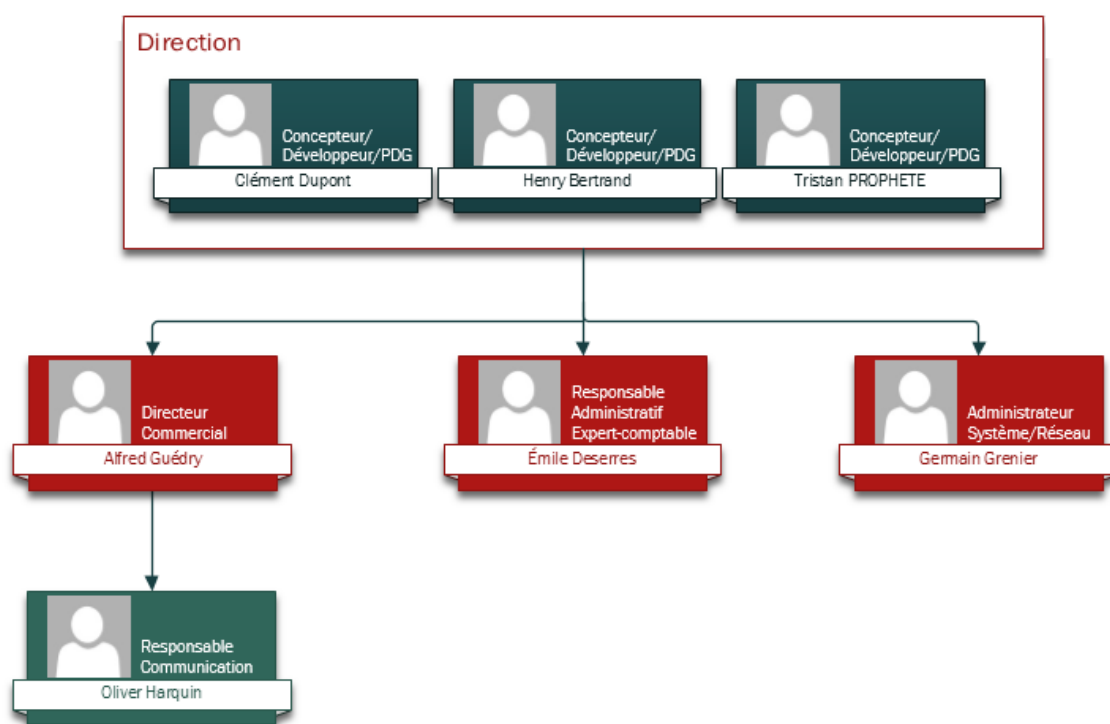 Direction
Concepteur/
Développeur/PDG
Clément Dupont
Concepteur/
Développeur/PDG
Henry Bertrand
Concepteur/
Développeur/PDG
Tristan PROPHETE
Directeur
Commercial
Alfred Guédry
Responsable
Administratif
Expert-comptable
Émile Deserres
Administrateur
Système/Réseau
Germain Grenier
Responsable
Communication
Oliver Harquin